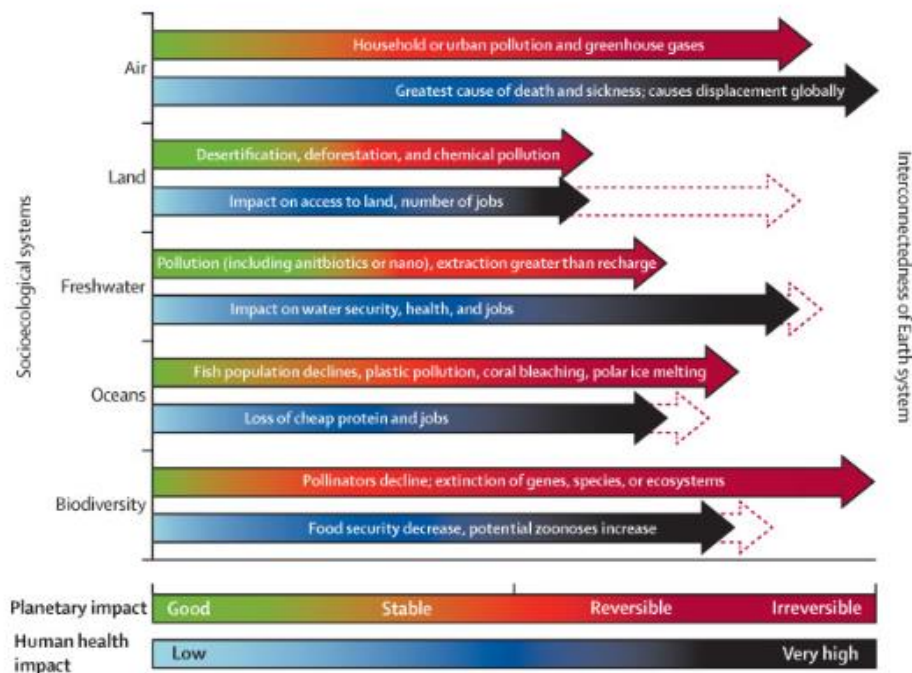 Household or urban pollution and greenhouse gases
Air
Greatest cause of death and sickness; causes displacement globally
Desertification, deforestation, and chemical pollution
Land
Impact on access to land, number of jobs
Pollution (including anitbiotics or nano), extraction greater than recharge
Freshwater
Impact on water security, health, and jobs
Fish population declines, plastic pollution, coral bleaching, polar ice melting
Oceans
Loss of cheap protein and jobs
Pollinators decline; extinction of genes, species, or ecosystems
Biodiversity
Food security decrease, potential zoonoses increase
Socioecological systems
Interconnectedness of Earth system
Planetary impact Good Stable Reversible Irreversible
Human health
impact
Low Very high